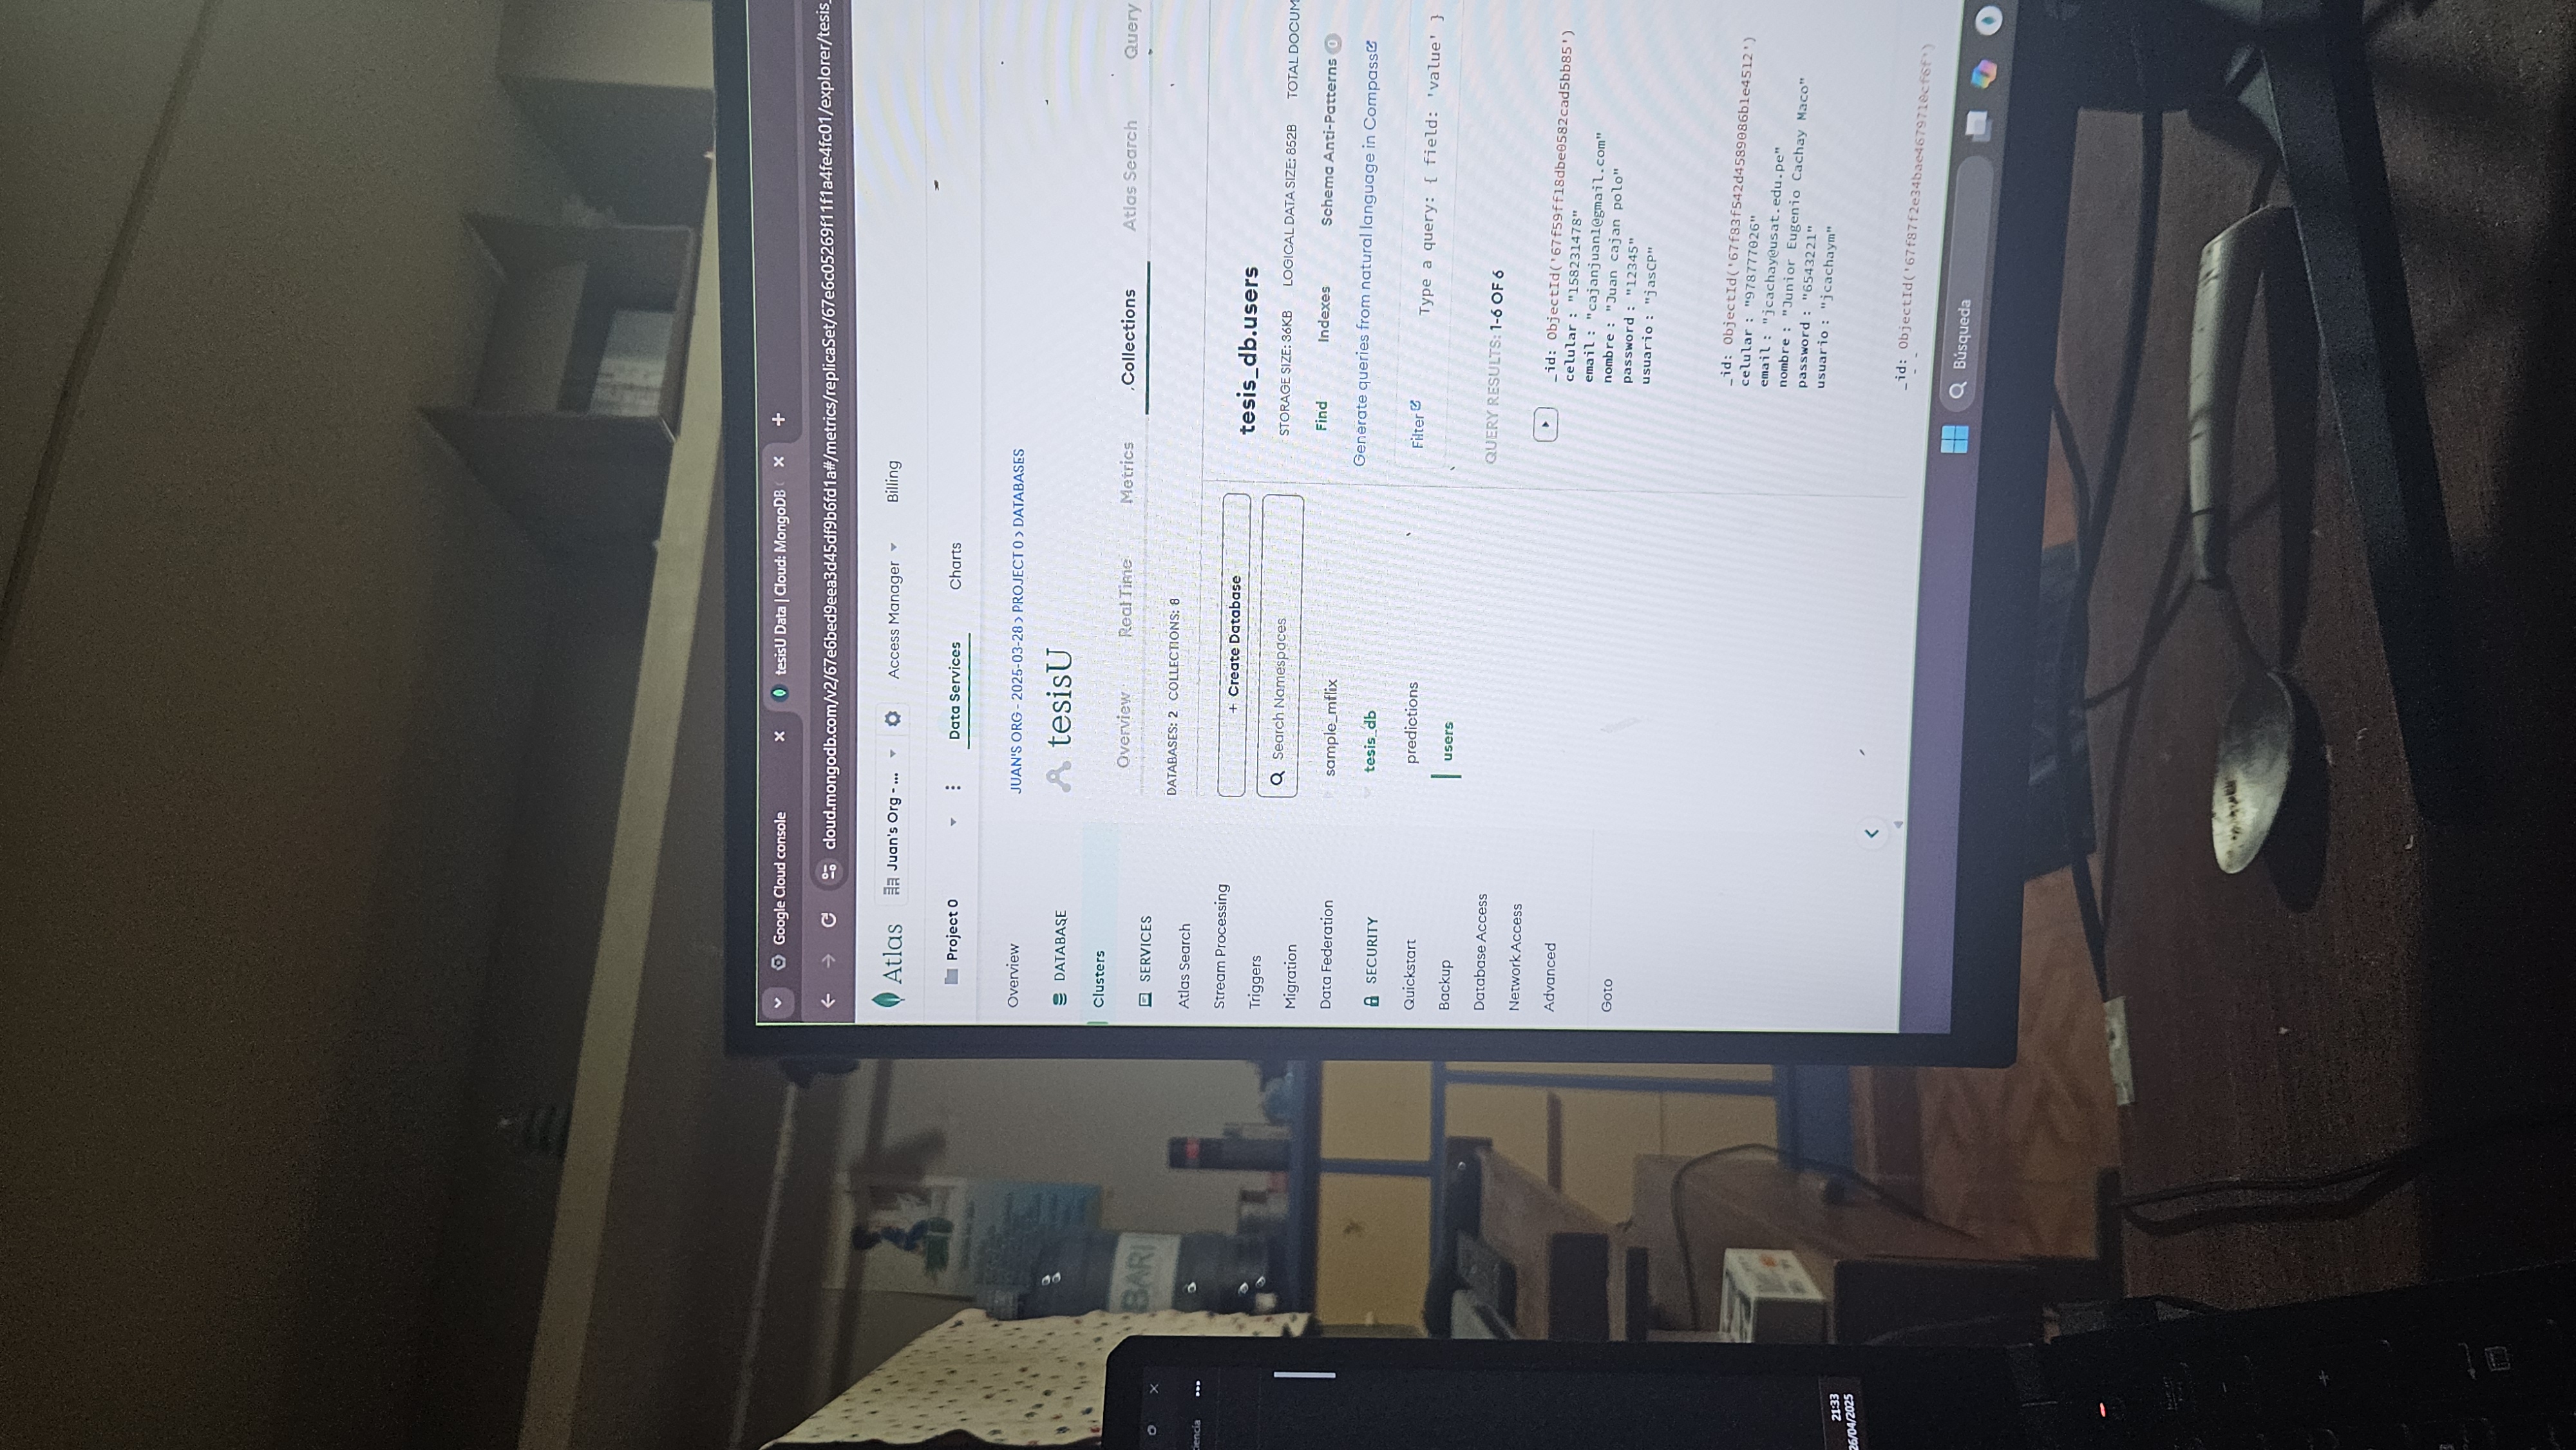 Google Cloud console
tesisU Data | Cloud: MongoDB
cloud.mongodb.com/v2/67e6bed9eea3d45df9b6fd1a#/metrics/replicaSet/67e6c05269f11f1a4fe4fc01/explorer/tesis_
Atlas
Juan's Org - ...
Access Manager
Billing
Project 0
Data Services
Charts
Overview
DATABASE
Clusters
SERVICES
Atlas Search
Stream Processing
Triggers
Migration
Data Federation
SECURITY
Quickstart
Backup
Database Access
Network Access
Advanced
Goto
JUAN'S ORG - 2025-03-28 > PROJECT 0 > DATABASES
tesisU
Overview
Real Time
Metrics
Collections
Atlas Search
Query
DATABASES: 2 COLLECTIONS: 8
+ Create Database
Search Namespaces
sample_mflix
tesis_db
predictions
users
tesis_db.users
STORAGE SIZE: 36KB LOGICAL DATA SIZE: 852B TOTAL DOCUM
Find
Indexes
Schema Anti-Patterns 0
Generate queries from natural language in Compass
Filter
Type a query: { field: 'value' }
QUERY RESULTS: 1-6 OF 6
_id: ObjectId('67f59ff18dbe0582cad5bb85')
celular : "158231478"
email : "cajanjuan1@gmail.com"
nombre : "Juan cajan polo"
password : "12345"
usuario : "jasCP"
_id: ObjectId('67f83f542d4589086b1e4512')
celular : "978777026"
email : "jcachay@usat.edu.pe"
nombre : "Junior Eugenio Cachay Maco"
password : "6543221"
usuario : "jcachaym"
_id: ObjectId('67f87f2e34bae4679710cf6f')
Búsqueda
BARI
iencia
21:33
26/04/2025